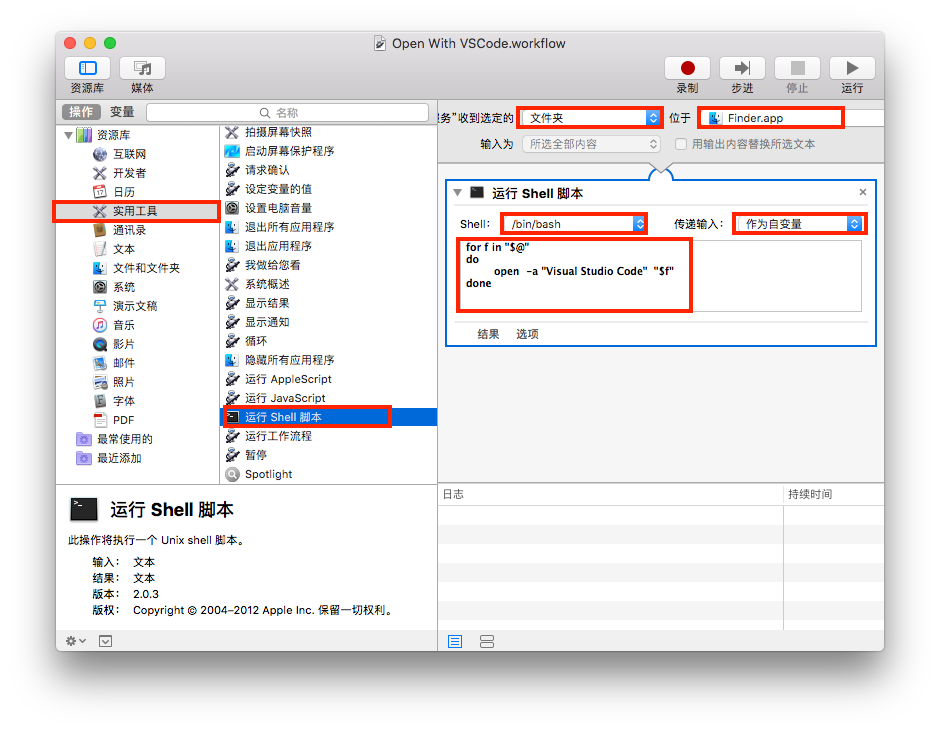 Open With VSCode.workflow
资源库
媒体
录制
步进
停止
运行
操作
变量
名称
服务”收到选定的
文件夹
位于
Finder.app
输入为
所选全部内容
用输出内容替换所选文本
资源库
互联网
开发者
17
日历
实用工具
通讯录
文本
文件和文件夹
系统
演示文稿
音乐
影片
邮件
照片
字体
PDF
最常使用的
最近添加
拍摄屏幕快照
启动屏幕保护程序
请求确认
设定变量的值
设置电脑音量
退出所有应用程序
退出应用程序
我做给您看
系统概述
显示结果
显示通知
循环
隐藏所有应用程序
运行 AppleScript
运行 JavaScript
运行 Shell 脚本
运行工作流程
暂停
Spotlight
运行 Shell 脚本
Shell:
/bin/bash
传递输入:
作为自变量
for f in "$@"
do
open -a "Visual Studio Code" "$f"
done
结果
选项
运行 Shell 脚本
此操作将执行一个 Unix shell 脚本。
输入: 文本
结果: 文本
版本: 2.0.3
版权: Copyright © 2004–2012 Apple Inc. 保留一切权利。
日志
持续时间